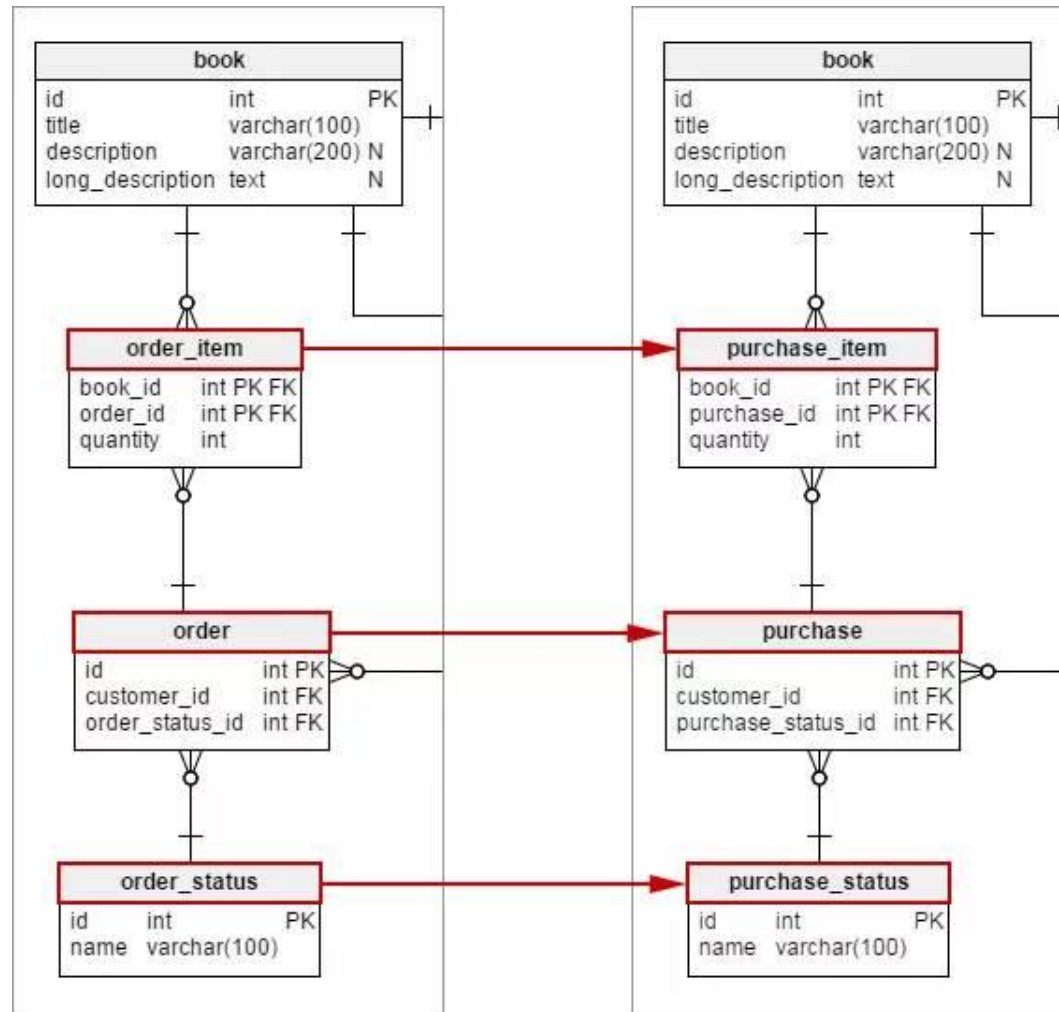 book
id int PK
title varchar(100)
description varchar(200) N
long_description text N
order_item
book_id int PK FK
order_id int PK FK
quantity int
order
id int PK
customer_id int FK
order_status_id int FK
order_status
id int PK
name varchar(100)
book
id int PK
title varchar(100)
description varchar(200) N
long_description text N
purchase_item
book_id int PK FK
purchase_id int PK FK
quantity int
purchase
id int PK
customer_id int FK
purchase_status_id int FK
purchase_status
id int PK
name varchar(100)